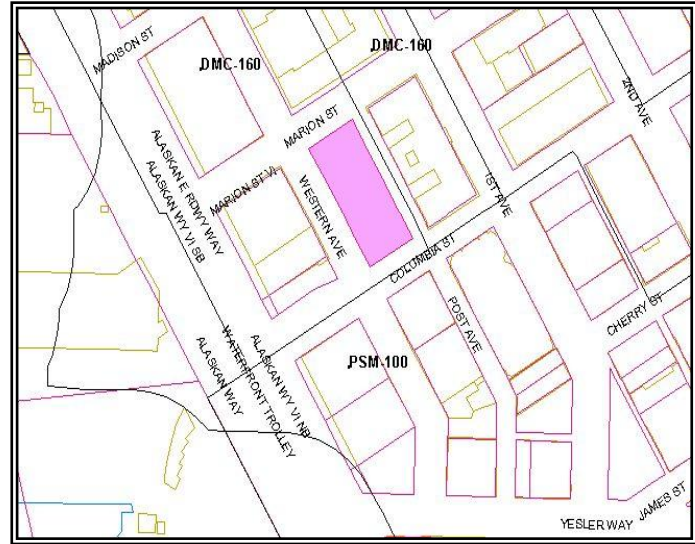 MADISON ST
DMC-160
DMC-160
2ND AVE
MARION ST
ALASKAN E RDWY WAY
ALASKAN WY VI SB
MARION ST VI
WESTERN AVE
1ST AVE
COLUMBIA ST
POST AVE
CHERRY ST
ALASKAN WAY
WATERFRONT TROLLEY
ALASKAN WY VI NB
PSM-100
YESLER WAY
JAMES ST